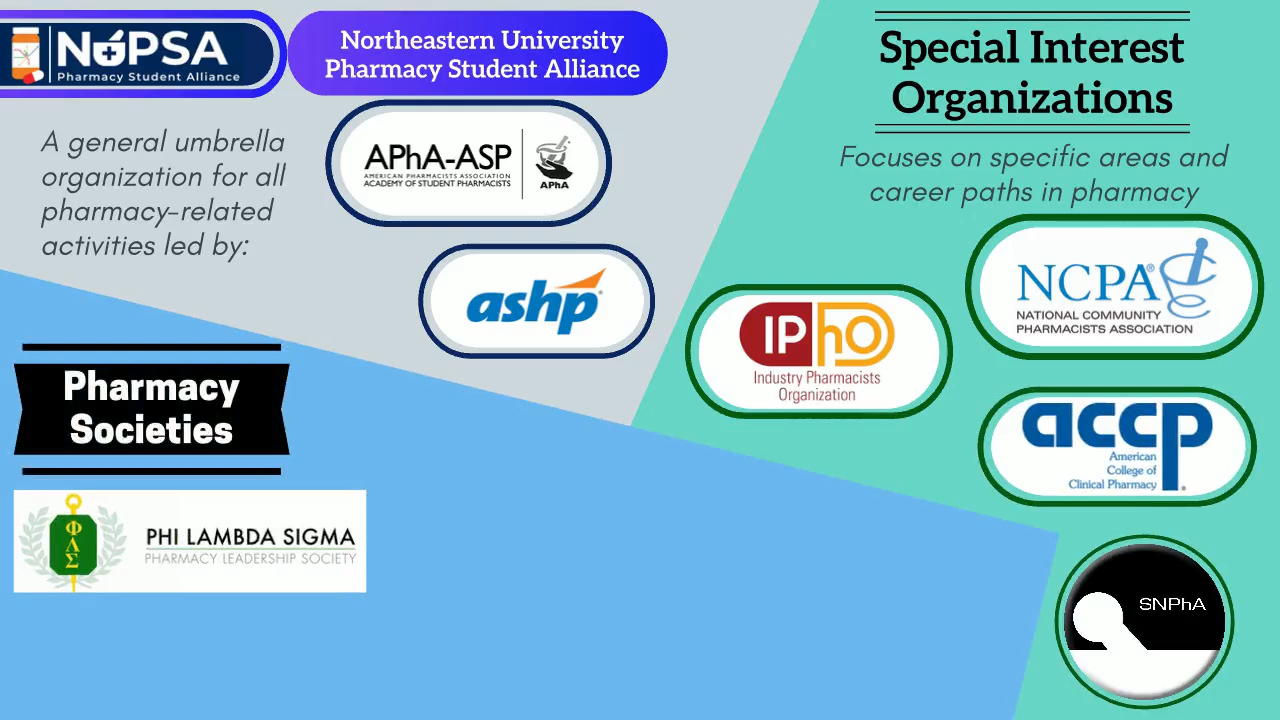 NUPSA
Pharmacy Student Alliance
Northeastern University
Pharmacy Student Alliance
A general umbrella
organization for all
pharmacy-related
activities led by:
APhA-ASP
AMERICAN PHARMACISTS ASSOCIATION
ACADEMY OF STUDENT PHARMACISTS
APhA
ashp®
Special Interest
Organizations
Focuses on specific areas and
career paths in pharmacy
NCPA®
NATIONAL COMMUNITY
PHARMACISTS ASSOCIATION
IPhO
Industry Pharmacists
Organization
accp®
American
College of
Clinical Pharmacy
SNPhA
Pharmacy
Societies
ΦΛΣ
PHI LAMBDA SIGMA
PHARMACY LEADERSHIP SOCIETY